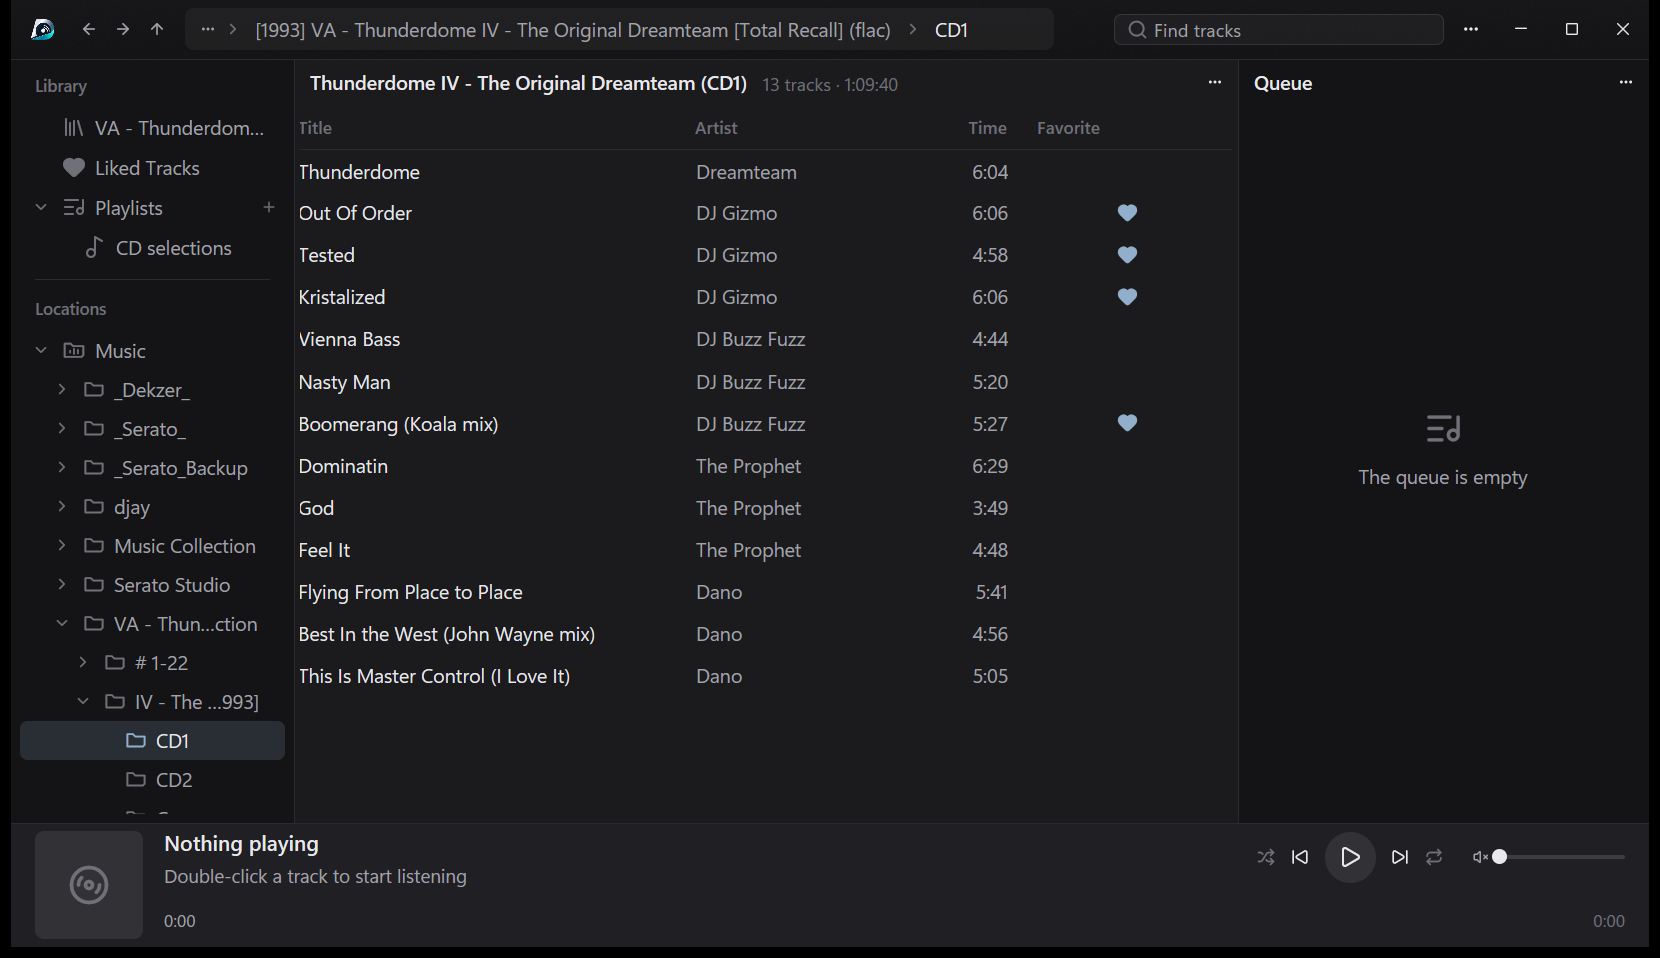 [1993] VA - Thunderdome IV - The Original Dreamteam [Total Recall] (flac) CD1
Find tracks
Library
VA - Thunderdom...
Liked Tracks
Playlists
CD selections
Locations
Music
_Dekzer_
_Serato_
_Serato_Backup
djay
Music Collection
Serato Studio
VA - Thun...ction
# 1-22
IV - The ...993]
CD1
CD2
Thunderdome IV - The Original Dreamteam (CD1) 13 tracks · 1:09:40
Title Artist Time Favorite
Thunderdome Dreamteam 6:04
Out Of Order DJ Gizmo 6:06
Tested DJ Gizmo 4:58
Kristalized DJ Gizmo 6:06
Vienna Bass DJ Buzz Fuzz 4:44
Nasty Man DJ Buzz Fuzz 5:20
Boomerang (Koala mix) DJ Buzz Fuzz 5:27
Dominatin The Prophet 6:29
God The Prophet 3:49
Feel It The Prophet 4:48
Flying From Place to Place Dano 5:41
Best In the West (John Wayne mix) Dano 4:56
This Is Master Control (I Love It) Dano 5:05
Queue
The queue is empty
Nothing playing
Double-click a track to start listening
0:00
0:00